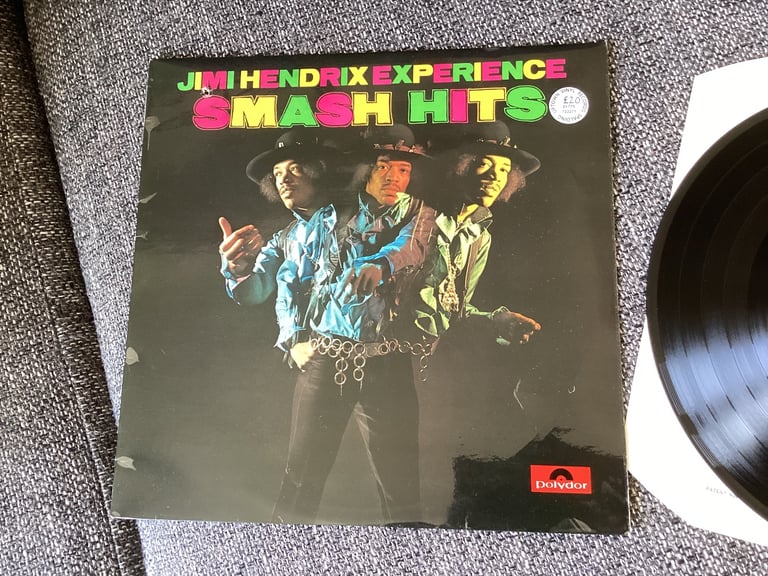 JIMI HENDRIX EXPERIENCE
SMASH HITS
£20
polydor